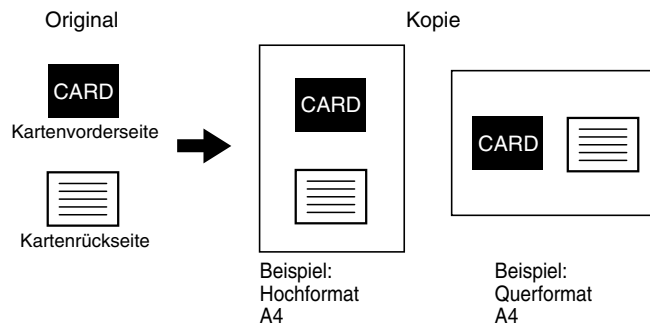 Original
Kopie
CARD
Kartenvorderseite
Kartenrückseite
CARD
CARD
Beispiel:
Hochformat
A4
Beispiel:
Querformat
A4